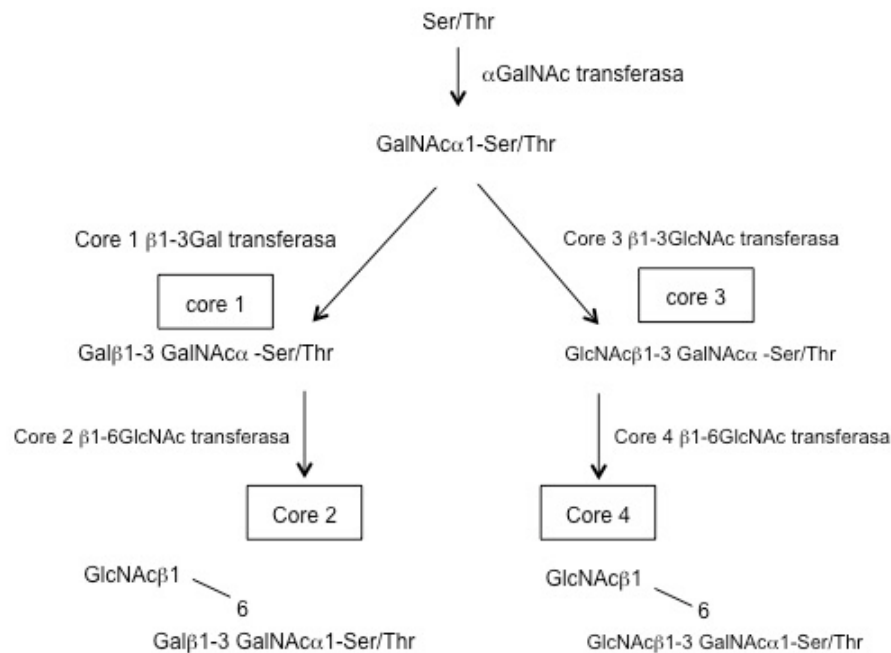 Ser/Thr
αGalNAc transferasa
GalNAcα1-Ser/Thr
Core 1 β1-3Gal transferasa
Core 3 β1-3GlcNAc transferasa
core 1
core 3
Galβ1-3 GalNAcα -Ser/Thr
GlcNAcβ1-3 GalNAcα -Ser/Thr
Core 2 β1-6GlcNAc transferasa
Core 4 β1-6GlcNAc transferasa
Core 2
Core 4
GlcNAcβ1
6
Galβ1-3 GalNAcα1-Ser/Thr
GlcNAcβ1
6
GlcNAcβ1-3 GalNAcα1-Ser/Thr